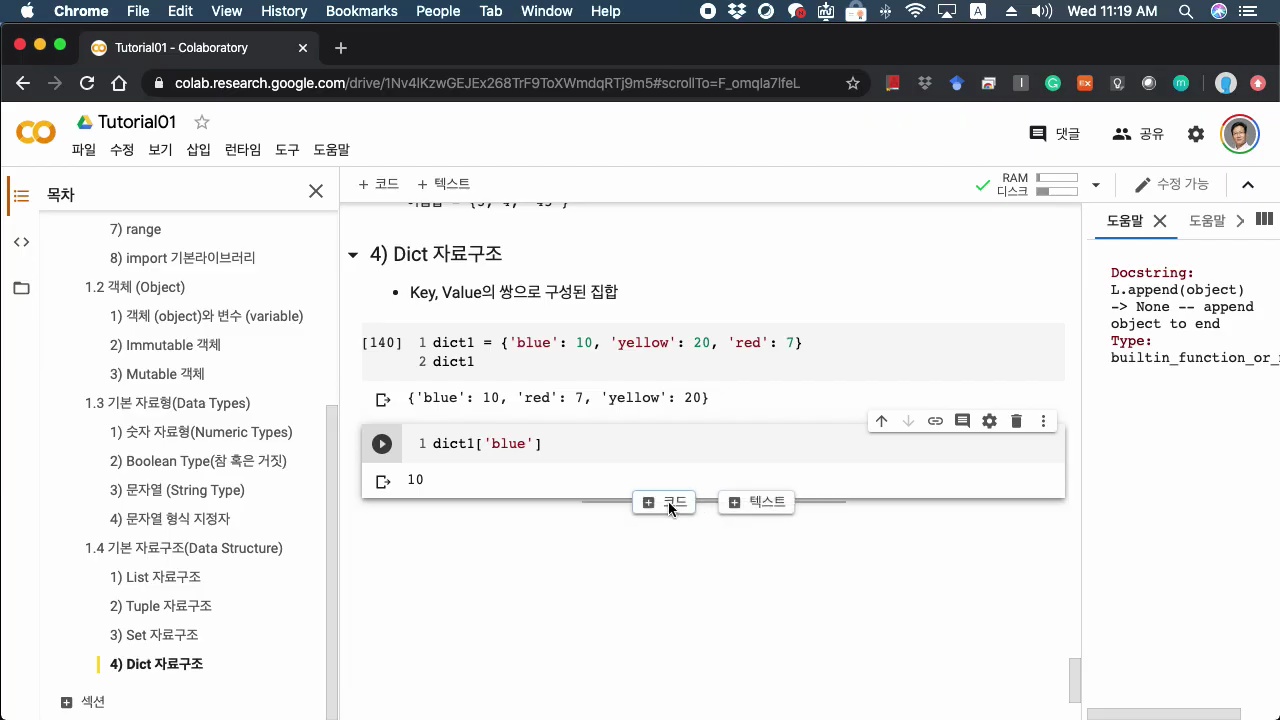 Chrome File Edit View History Bookmarks People Tab Window Help A Wed 11:19 AM
Tutorial01 - Colaboratory
colab.research.google.com/drive/1Nv4lKzwGEJEx268TrF9ToXWmdqRTj9m5#scrollTo=F_omqla7lfeL
Tutorial01
댓글 공유
파일 수정 보기 삽입 런타임 도구 도움말
목차
+ 코드 + 텍스트
RAM
디스크
수정 가능
7) range
8) import 기본라이브러리
1.2 객체 (Object)
1) 객체 (object)와 변수 (variable)
2) Immutable 객체
3) Mutable 객체
1.3 기본 자료형(Data Types)
1) 숫자 자료형(Numeric Types)
2) Boolean Type(참 혹은 거짓)
3) 문자열 (String Type)
4) 문자열 형식 지정자
1.4 기본 자료구조(Data Structure)
1) List 자료구조
2) Tuple 자료구조
3) Set 자료구조
4) Dict 자료구조
섹션
4) Dict 자료구조
• Key, Value의 쌍으로 구성된 집합
[140] 1 dict1 = {'blue': 10, 'yellow': 20, 'red': 7}
2 dict1
{'blue': 10, 'red': 7, 'yellow': 20}
1 dict1['blue']
10
코드 텍스트
도움말 도움말
Docstring:
L.append(object)
-> None -- append
object to end
Type:
builtin_function_or_